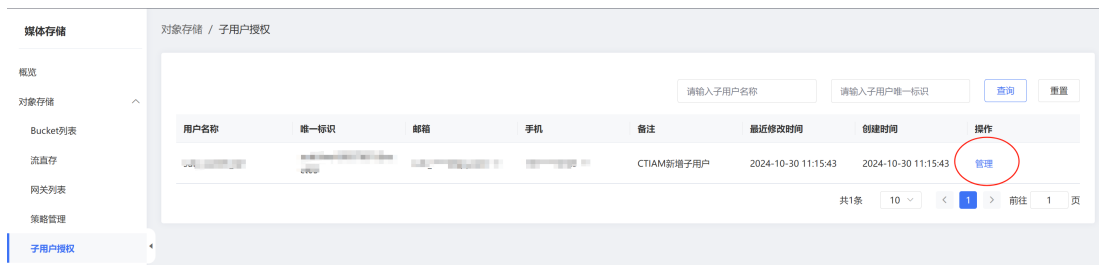 媒体存储
对象存储 / 子用户授权
概览
对象存储
Bucket列表
流直存
网关列表
策略管理
子用户授权
请输入子用户名称 请输入子用户唯一标识 查询 重置
用户名称 唯一标识 邮箱 手机 备注 最近修改时间 创建时间 操作
CTIAM新增子用户 2024-10-30 11:15:43 2024-10-30 11:15:43 管理
共1条 10 1 前往 1 页